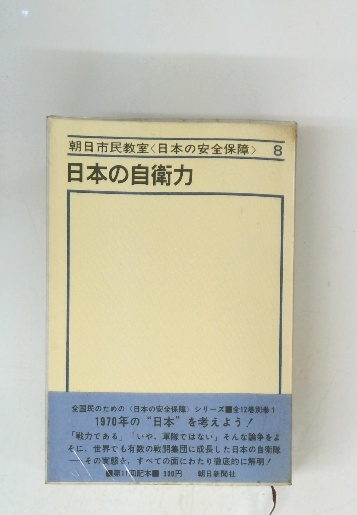 朝日市民教室〈日本の安全保障〉 8
日本の自衛力
全国民のための〈日本の安全保障〉シリーズ■全12巻別巻1
1970年の“日本”を考えよう！
「戦力である」「いや、軍隊ではない」そんな論争をよ
そに、世界でも有数の戦闘集団に成長した日本の自衛隊
──その実態を、すべての面にわたり徹底的に解明！
配本■ 300円 朝日新聞社